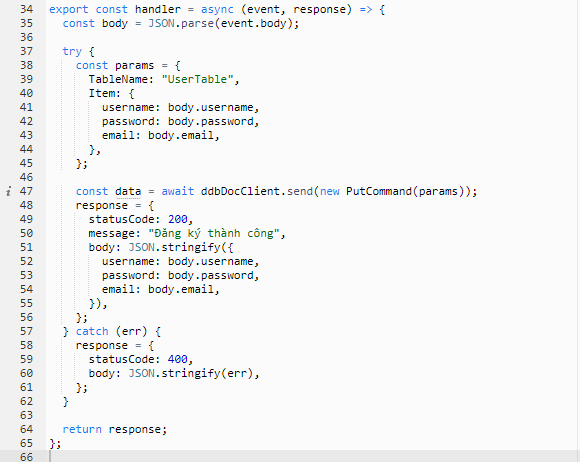 34 export const handler = async (event, response) => {
35   const body = JSON.parse(event.body);
36
37   try {
38     const params = {
39       TableName: "UserTable",
40       Item: {
41         username: body.username,
42         password: body.password,
43         email: body.email,
44       },
45     };
46
i 47     const data = await ddbDocClient.send(new PutCommand(params));
48     response = {
49       statusCode: 200,
50       message: "Đăng ký thành công",
51       body: JSON.stringify({
52         username: body.username,
53         password: body.password,
54         email: body.email,
55       }),
56     };
57   } catch (err) {
58     response = {
59       statusCode: 400,
60       body: JSON.stringify(err),
61     };
62   }
63
64   return response;
65 };
66